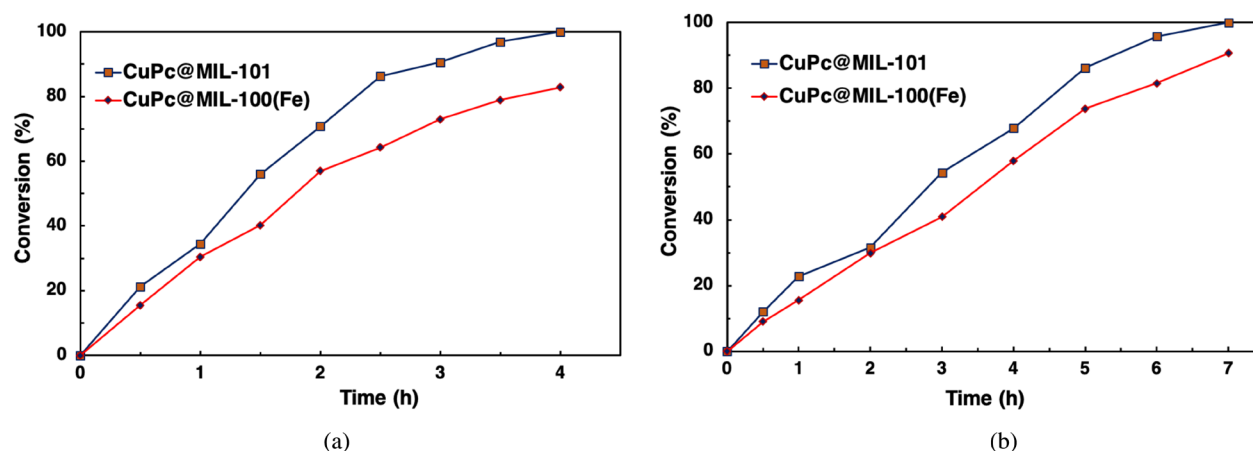 100
80
60
40
20
0
Conversion (%)
CuPc@MIL-101
CuPc@MIL-100(Fe)
0 1 2 3 4
Time (h)
(a)
100
80
60
40
20
0
Conversion (%)
CuPc@MIL-101
CuPc@MIL-100(Fe)
0 1 2 3 4 5 6 7
Time (h)
(b)